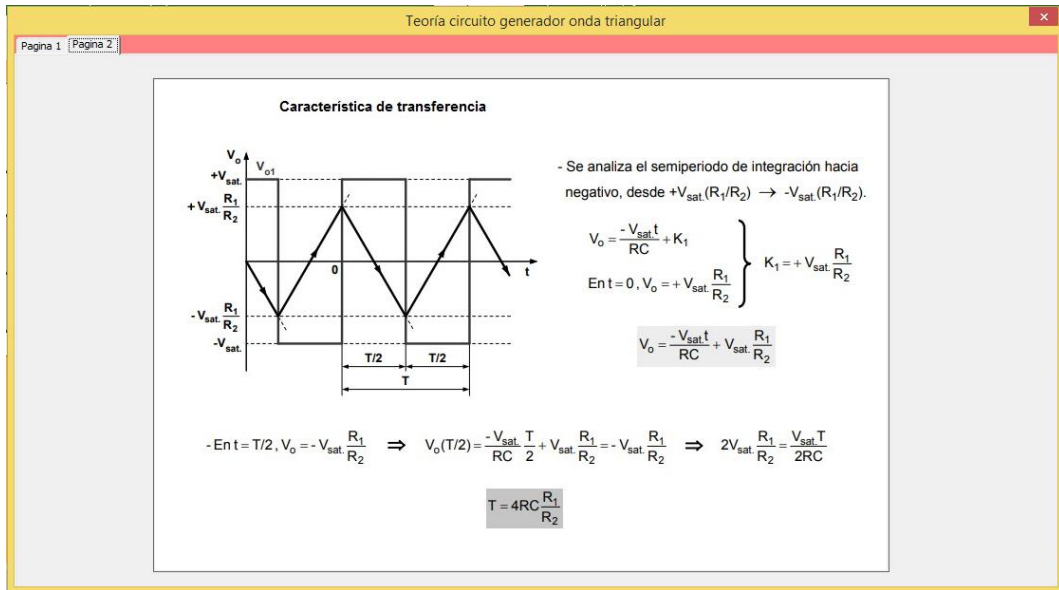 Teoría circuito generador onda triangular
Pagina 1 Pagina 2
Característica de transferencia
Vo
Vo1
+Vsat.
+ Vsat. R1/R2
0
t
- Vsat. R1/R2
-Vsat.
T/2 T/2
T
- Se analiza el semiperiodo de integración hacia
negativo, desde +Vsat.(R1/R2) → -Vsat.(R1/R2).
Vo = - Vsat.t/RC + K1
En t = 0 , Vo = + Vsat. R1/R2
K1 = + Vsat. R1/R2
Vo = - Vsat.t/RC + Vsat. R1/R2
- En t = T/2 , Vo = - Vsat. R1/R2 ⇒ Vo(T/2) = - Vsat./RC T/2 + Vsat. R1/R2 = - Vsat. R1/R2 ⇒ 2Vsat. R1/R2 = Vsat.T/2RC
T = 4RC R1/R2